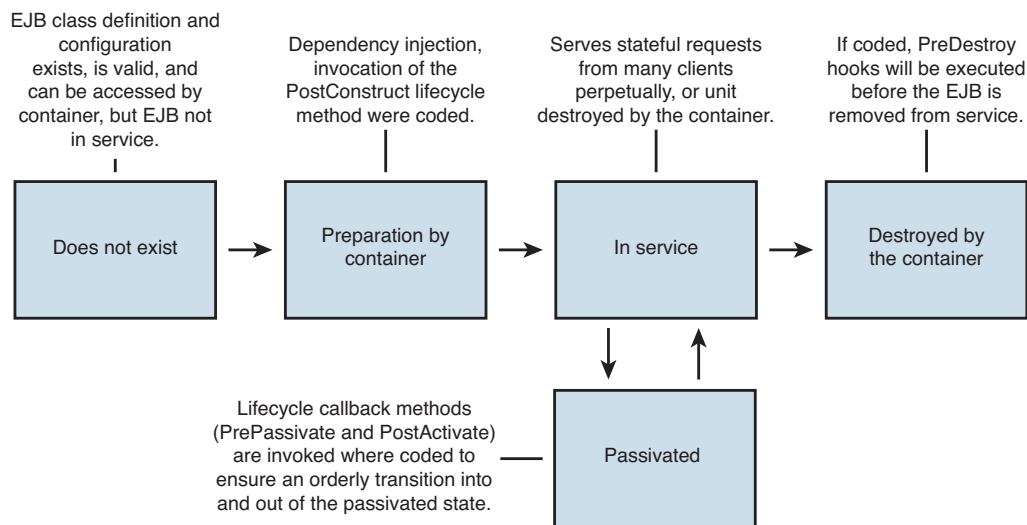 EJB class definition and
configuration
exists, is valid, and
can be accessed by
container, but EJB not
in service.
Dependency injection,
invocation of the
PostConstruct lifecycle
method were coded.
Serves stateful requests
from many clients
perpetually, or unit
destroyed by the container.
If coded, PreDestroy
hooks will be executed
before the EJB is
removed from service.
Does not exist
Preparation by
container
In service
Destroyed by
the container
Lifecycle callback methods
(PrePassivate and PostActivate)
are invoked where coded to
ensure an orderly transition into
and out of the passivated state.
Passivated